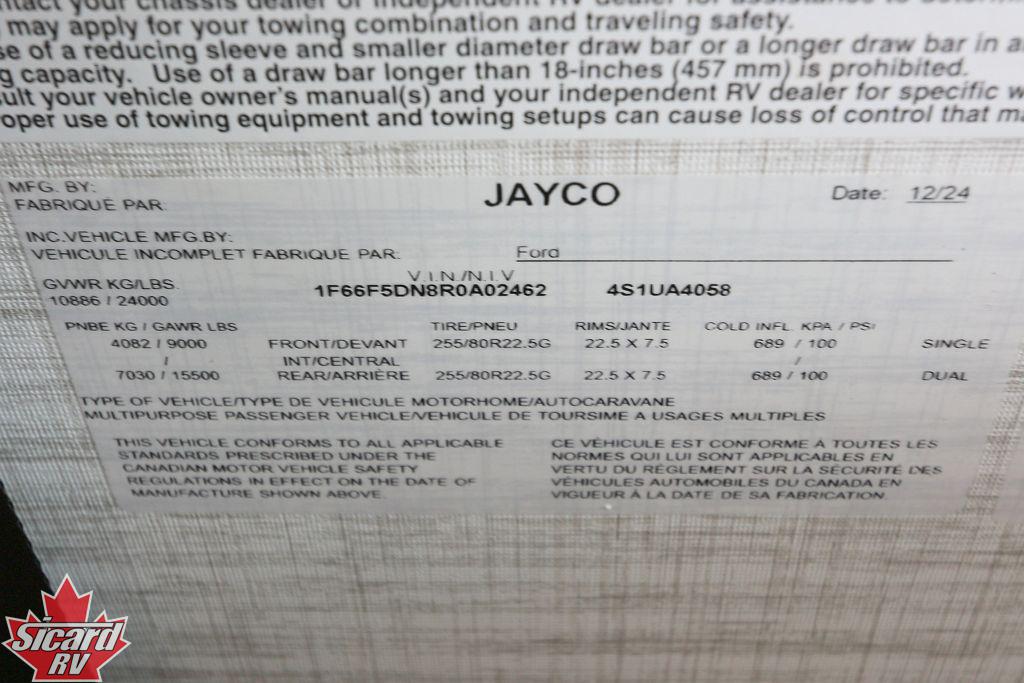 may apply for your towing combination and traveling safety.
of a reducing sleeve and smaller diameter draw bar or a longer draw bar in
capacity. Use of a draw bar longer than 18-inches (457 mm) is prohibited.
your vehicle owner's manual(s) and your independent RV dealer for specific
use of towing equipment and towing setups can cause loss of control that
MFG. BY:
FABRIQUÉ PAR:
JAYCO
Date: 12/24
INC.VEHICLE MFG.BY:
VEHICULE INCOMPLET FABRIQUÉ PAR: Ford
GVWR KG/LBS.
10886 / 24000
V.I.N./N.I.V
1F66F5DN8R0A02462 4S1UA4058
PNBE KG / GAWR LBS TIRE/PNEU RIMS/JANTE COLD INFL. KPA / PSI
4082 / 9000 FRONT/DEVANT 255/80R22.5G 22.5 X 7.5 689 / 100 SINGLE
/ INT/CENTRAL /
7030 / 15500 REAR/ARRIÈRE 255/80R22.5G 22.5 X 7.5 689 / 100 DUAL
TYPE OF VEHICLE/TYPE DE VEHICULE MOTORHOME/AUTOCARAVANE
MULTIPURPOSE PASSENGER VEHICLE/VEHICULE DE TOURSIME A USAGES MULTIPLES
THIS VEHICLE CONFORMS TO ALL APPLICABLE
STANDARDS PRESCRIBED UNDER THE
CANADIAN MOTOR VEHICLE SAFETY
REGULATIONS IN EFFECT ON THE DATE OF
MANUFACTURE SHOWN ABOVE.
CE VÉHICULE EST CONFORME À TOUTES LES
NORMES QUI LUI SONT APPLICABLES EN
VERTU DU RÈGLEMENT SUR LA SÉCURITÉ DES
VÉHICULES AUTOMOBILES DU CANADA EN
VIGUEUR À LA DATE DE SA FABRICATION.
Sicard
RV